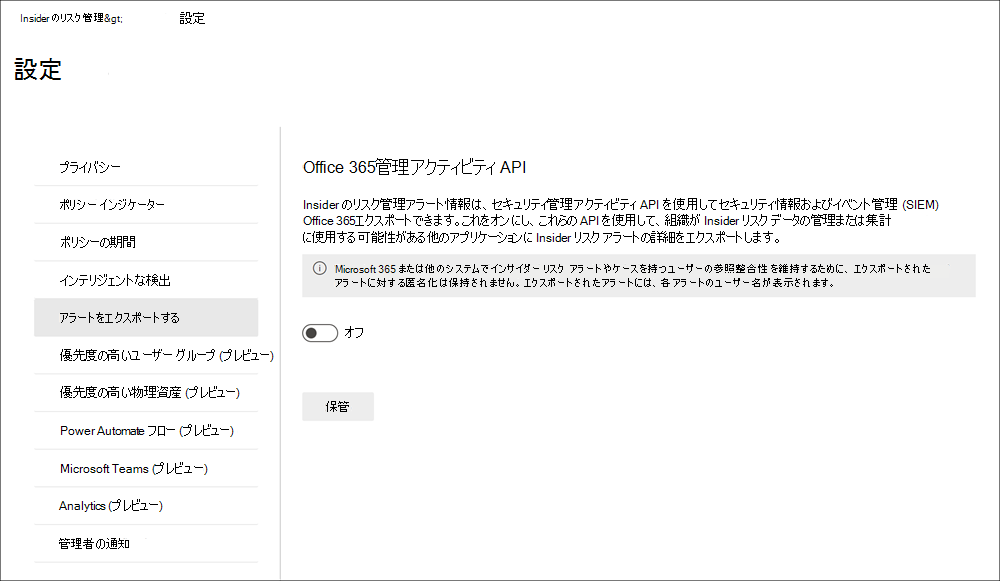 Insider のリスク管理&gt; 設定
設定
プライバシー
ポリシー インジケーター
ポリシーの期間
インテリジェントな検出
アラートをエクスポートする
優先度の高いユーザー グループ (プレビュー)
優先度の高い物理資産 (プレビュー)
Power Automate フロー (プレビュー)
Microsoft Teams (プレビュー)
Analytics (プレビュー)
管理者の通知
Office 365管理アクティビティ API
Insider のリスク管理アラート情報は、セキュリティ管理アクティビティ API を使用してセキュリティ情報およびイベント管理 (SIEM)
Office 365エクスポートできます。これをオンにし、これらの API を使用して、組織が Insider リスク データの管理または集計
に使用する可能性がある他のアプリケーションに Insider リスク アラートの詳細をエクスポートします。
Microsoft 365 または他のシステムでインサイダー リスク アラートやケースを持つユーザーの参照整合性を維持するために、エクスポートされた
アラートに対する匿名化は保持されません。エクスポートされたアラートには、各アラートのユーザー名が表示されます。
オフ
保管